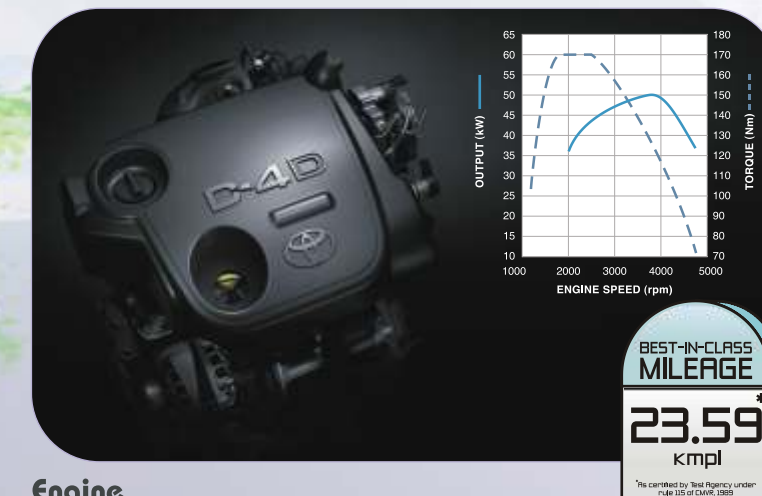 D-4D
65
60
55
50
45
40
35
30
25
20
15
10
OUTPUT (kW)
180
170
160
150
140
130
120
110
100
90
80
70
TORQUE (Nm)
1000 2000 3000 4000 5000
ENGINE SPEED (rpm)
BEST-IN-CLASS
MILEAGE
23.59*
kmpl
*As certified by Test Agency under
rule 115 of CMVR, 1989
Engine